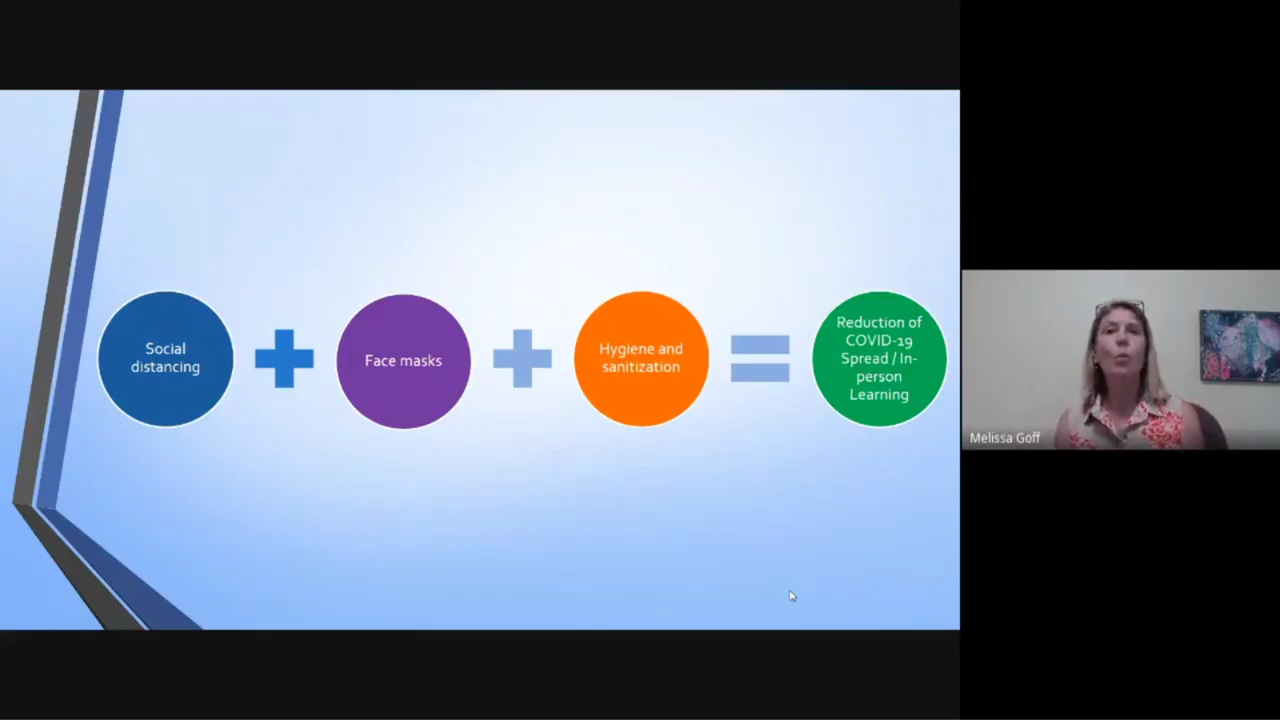 Social
distancing
Face masks
Hygiene and
sanitization
Reduction of
COVID-19
Spread / In-
person
Learning
Melissa Goff